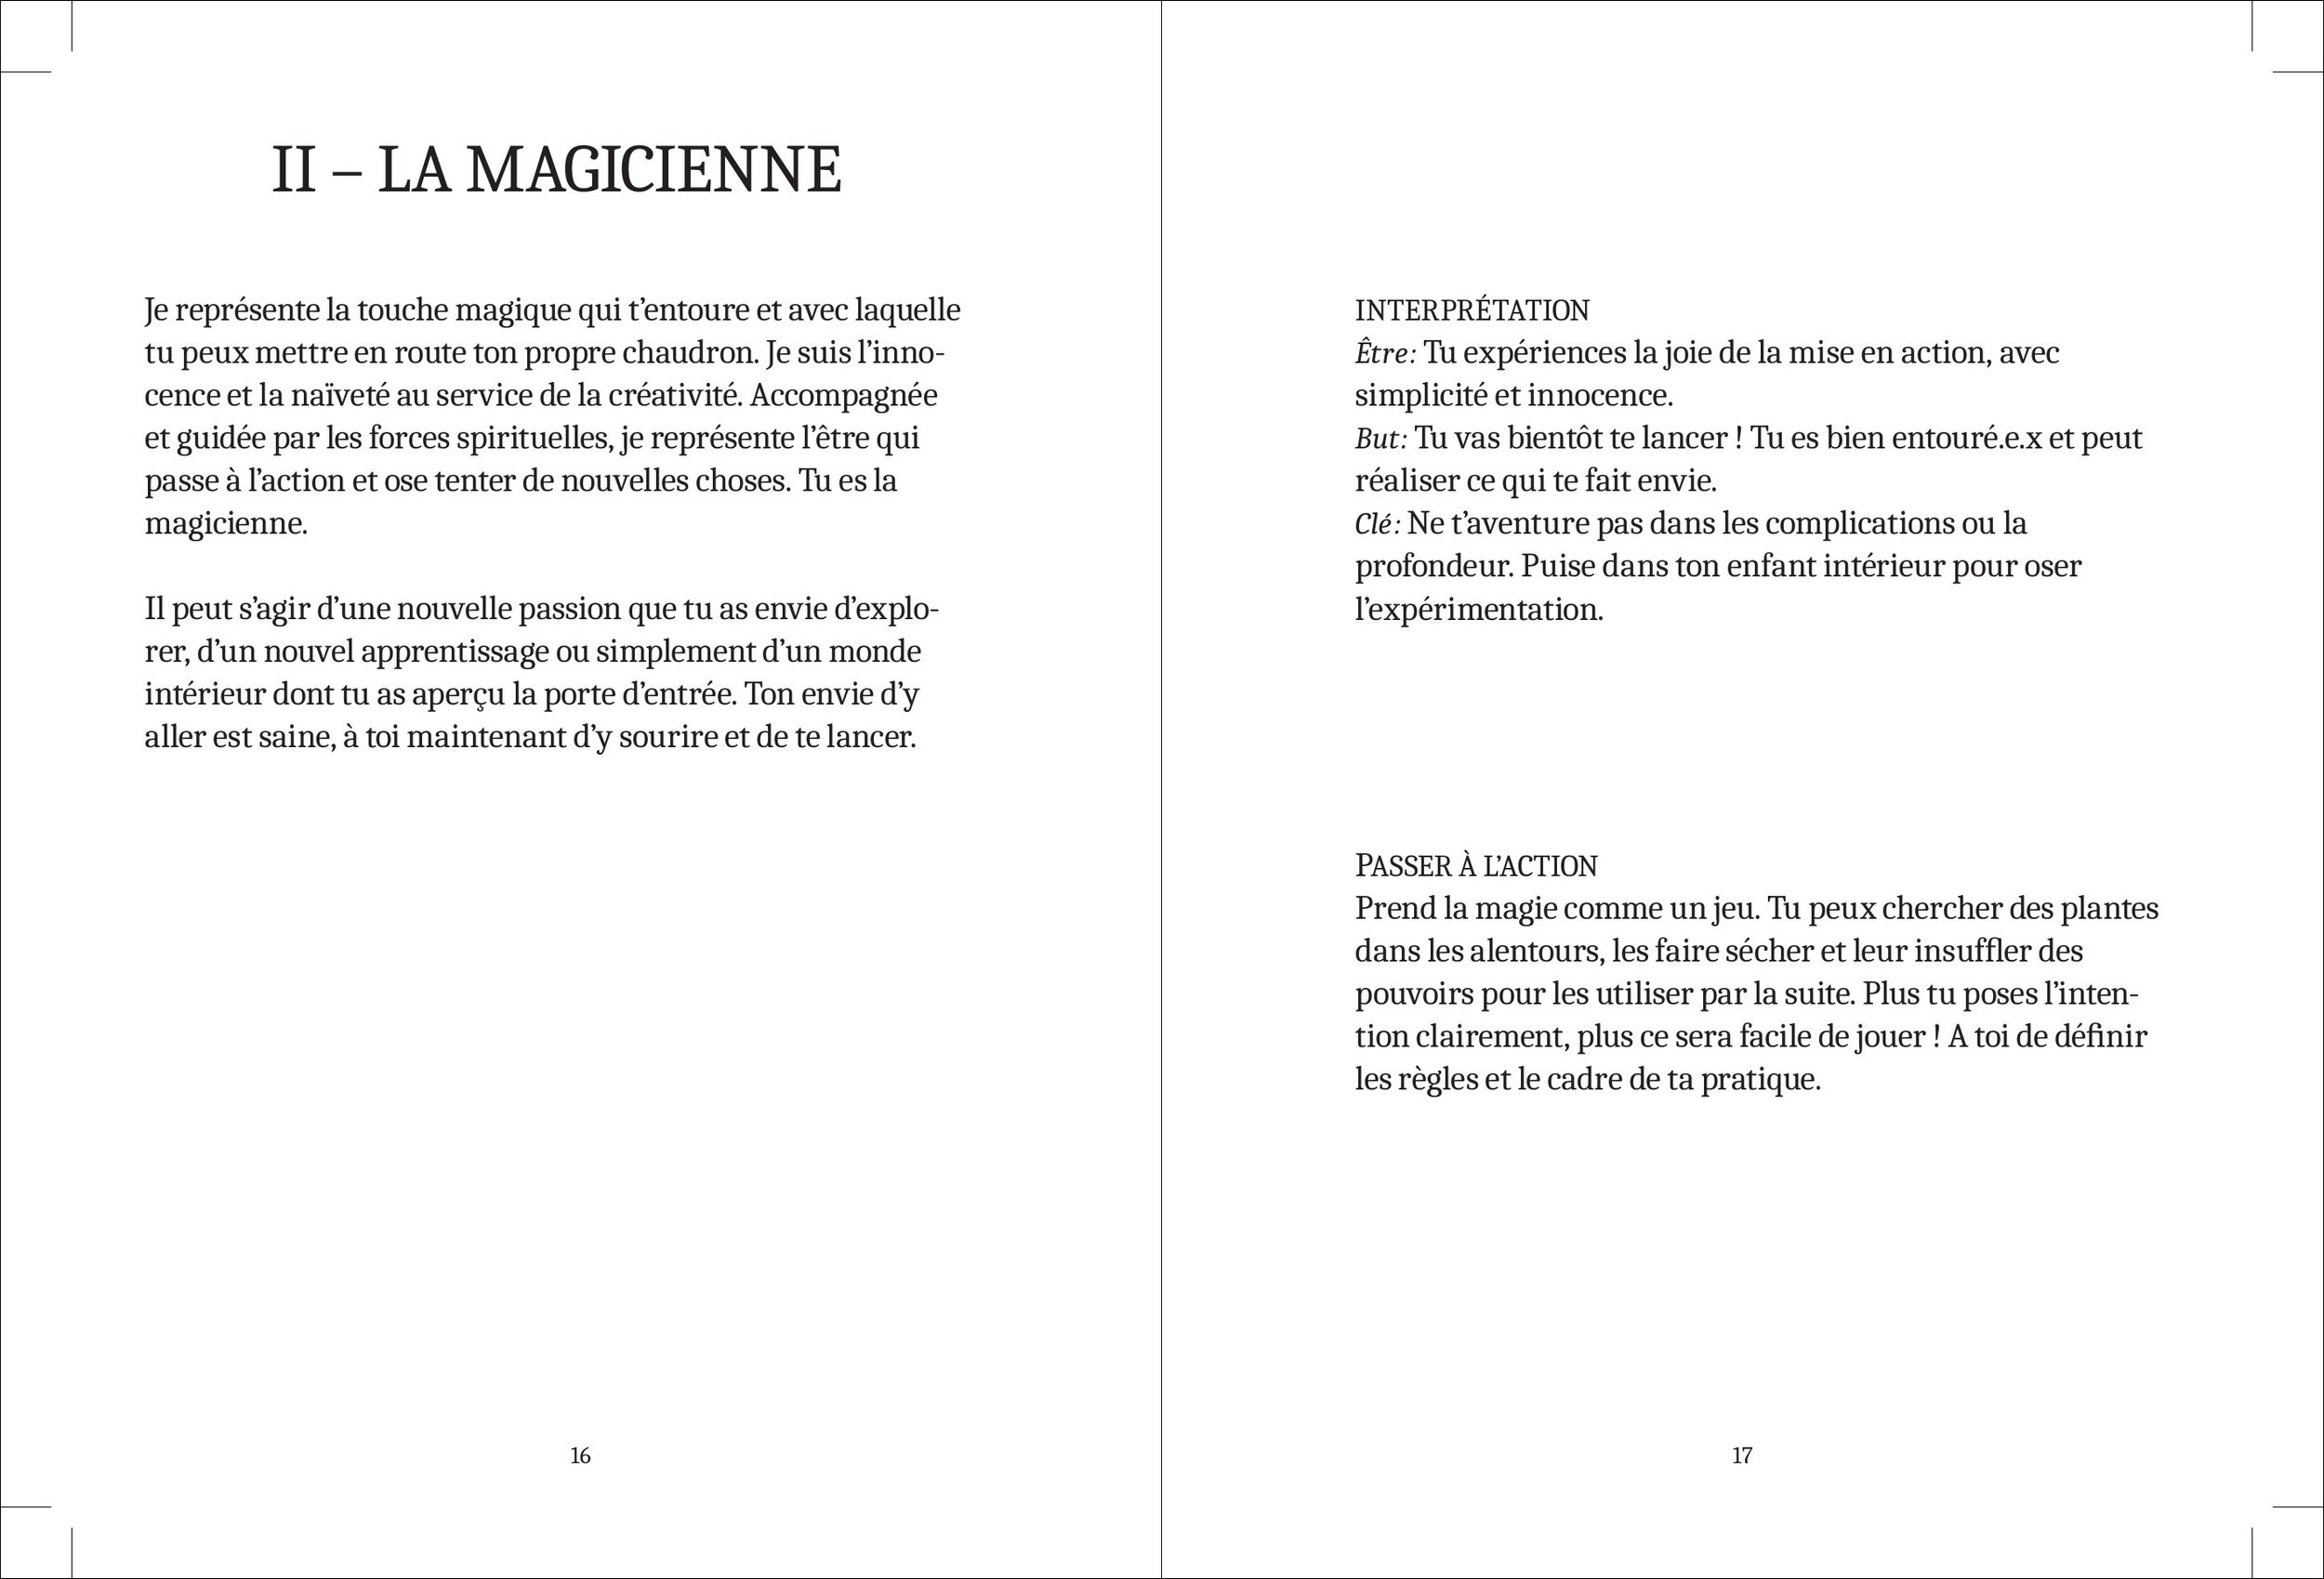 II – LA MAGICIENNE
Je représente la touche magique qui t’entoure et avec laquelle
tu peux mettre en route ton propre chaudron. Je suis l’inno-
cence et la naïveté au service de la créativité. Accompagnée
et guidée par les forces spirituelles, je représente l’être qui
passe à l’action et ose tenter de nouvelles choses. Tu es la
magicienne.
Il peut s’agir d’une nouvelle passion que tu as envie d’explo-
rer, d’un nouvel apprentissage ou simplement d’un monde
intérieur dont tu as aperçu la porte d’entrée. Ton envie d’y
aller est saine, à toi maintenant d’y sourire et de te lancer.
16
INTERPRÉTATION
Être: Tu expériences la joie de la mise en action, avec
simplicité et innocence.
But: Tu vas bientôt te lancer ! Tu es bien entouré.e.x et peut
réaliser ce qui te fait envie.
Clé: Ne t’aventure pas dans les complications ou la
profondeur. Puise dans ton enfant intérieur pour oser
l’expérimentation.
PASSER À L’ACTION
Prend la magie comme un jeu. Tu peux chercher des plantes
dans les alentours, les faire sécher et leur insuffler des
pouvoirs pour les utiliser par la suite. Plus tu poses l’inten-
tion clairement, plus ce sera facile de jouer ! A toi de définir
les règles et le cadre de ta pratique.
17